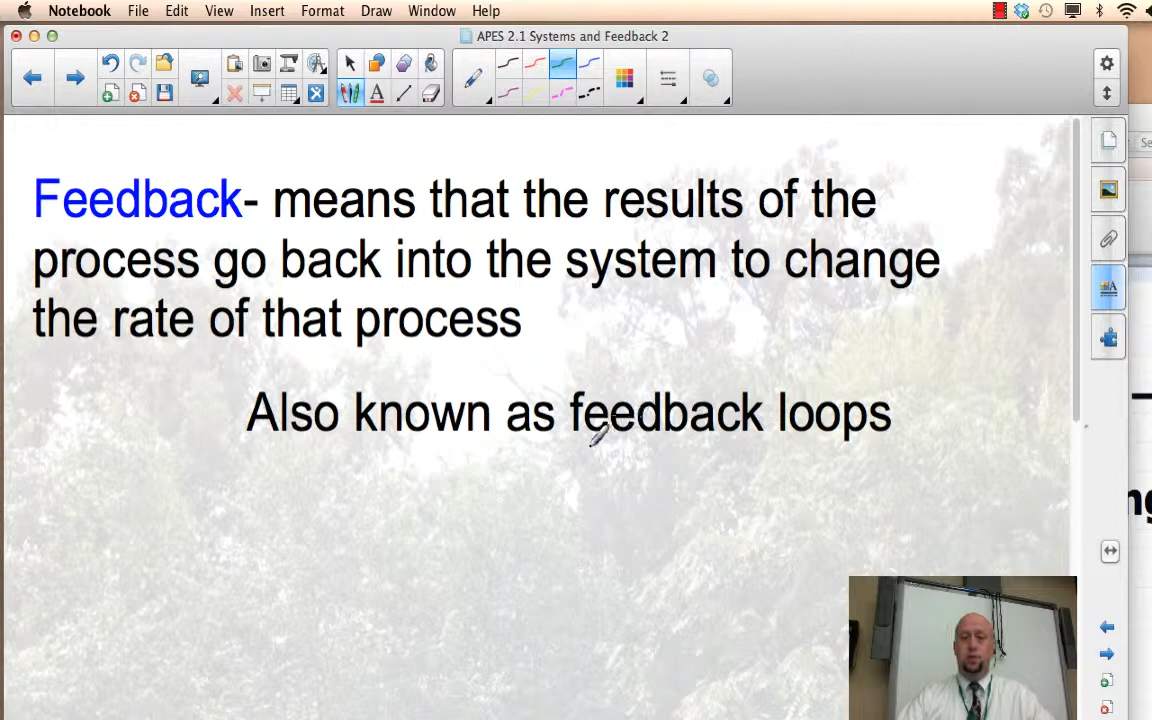 Notebook File Edit View Insert Format Draw Window Help
APES 2.1 Systems and Feedback 2
Feedback- means that the results of the
process go back into the system to change
the rate of that process
Also known as feedback loops